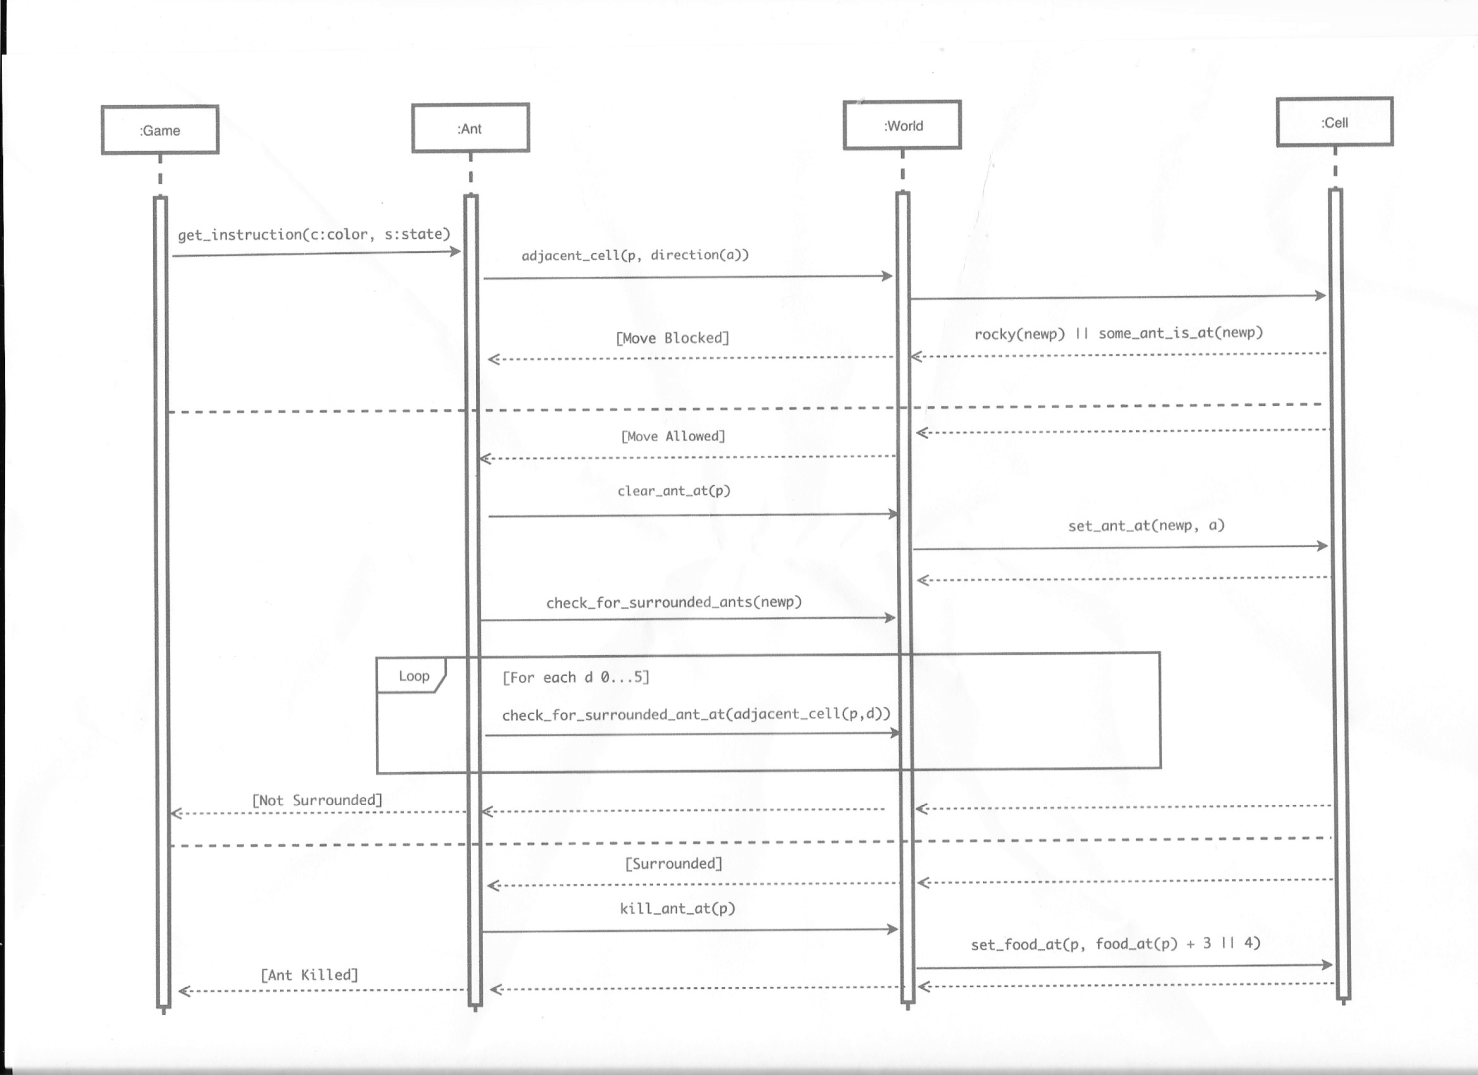 :Game
:Ant
:World
:Cell
get_instruction(c:color, s:state)
adjacent_cell(p, direction(a))
[Move Blocked]
rocky(newp) || some_ant_is_at(newp)
[Move Allowed]
clear_ant_at(p)
set_ant_at(newp, a)
check_for_surrounded_ants(newp)
Loop
[For each d 0...5]
check_for_surrounded_ant_at(adjacent_cell(p,d))
[Not Surrounded]
[Surrounded]
kill_ant_at(p)
set_food_at(p, food_at(p) + 3 || 4)
[Ant Killed]